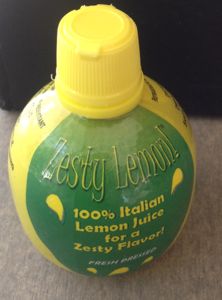 Zesty Lemon!
100% Italian
Lemon Juice
for a
Zesty Flavor!
FRESH PRESSED